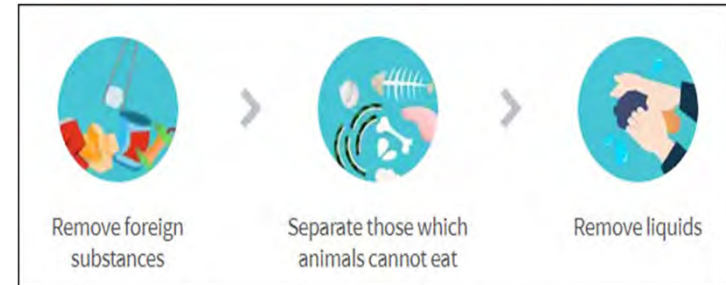 Remove foreign
substances
Separate those which
animals cannot eat
Remove liquids